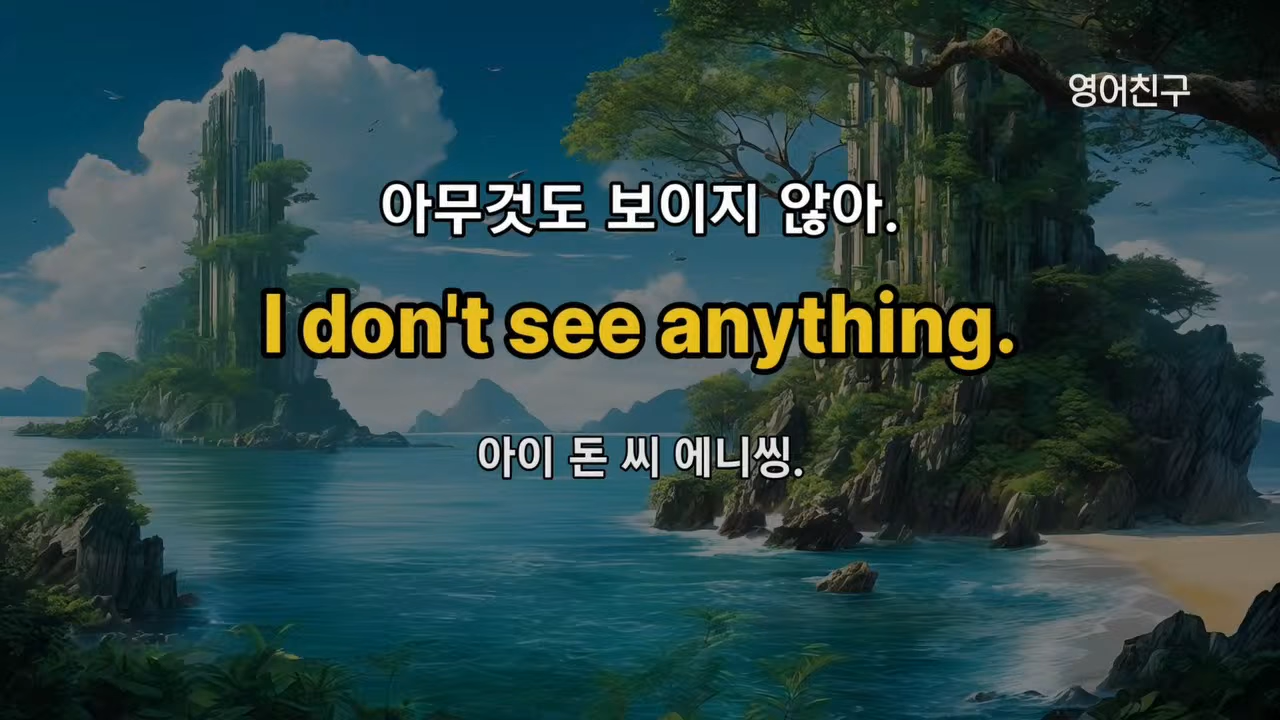 영어친구
아무것도 보이지 않아.
I don't see anything.
아이 돈 씨 에니씽.